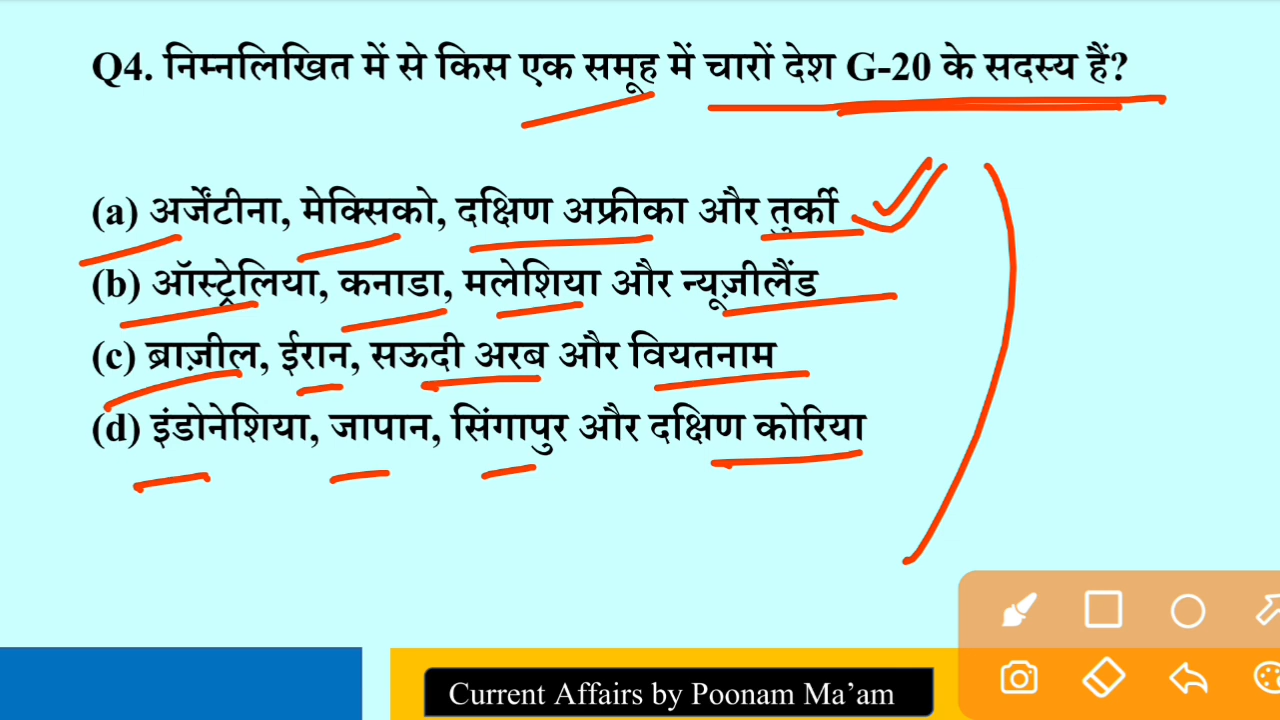 Q4. निम्नलिखित में से किस एक समूह में चारों देश G-20 के सदस्य हैं?
(a) अर्जेंटीना, मेक्सिको, दक्षिण अफ्रीका और तुर्की
(b) ऑस्ट्रेलिया, कनाडा, मलेशिया और न्यूज़ीलैंड
(c) ब्राज़ील, ईरान, सऊदी अरब और वियतनाम
(d) इंडोनेशिया, जापान, सिंगापुर और दक्षिण कोरिया
Current Affairs by Poonam Ma’am